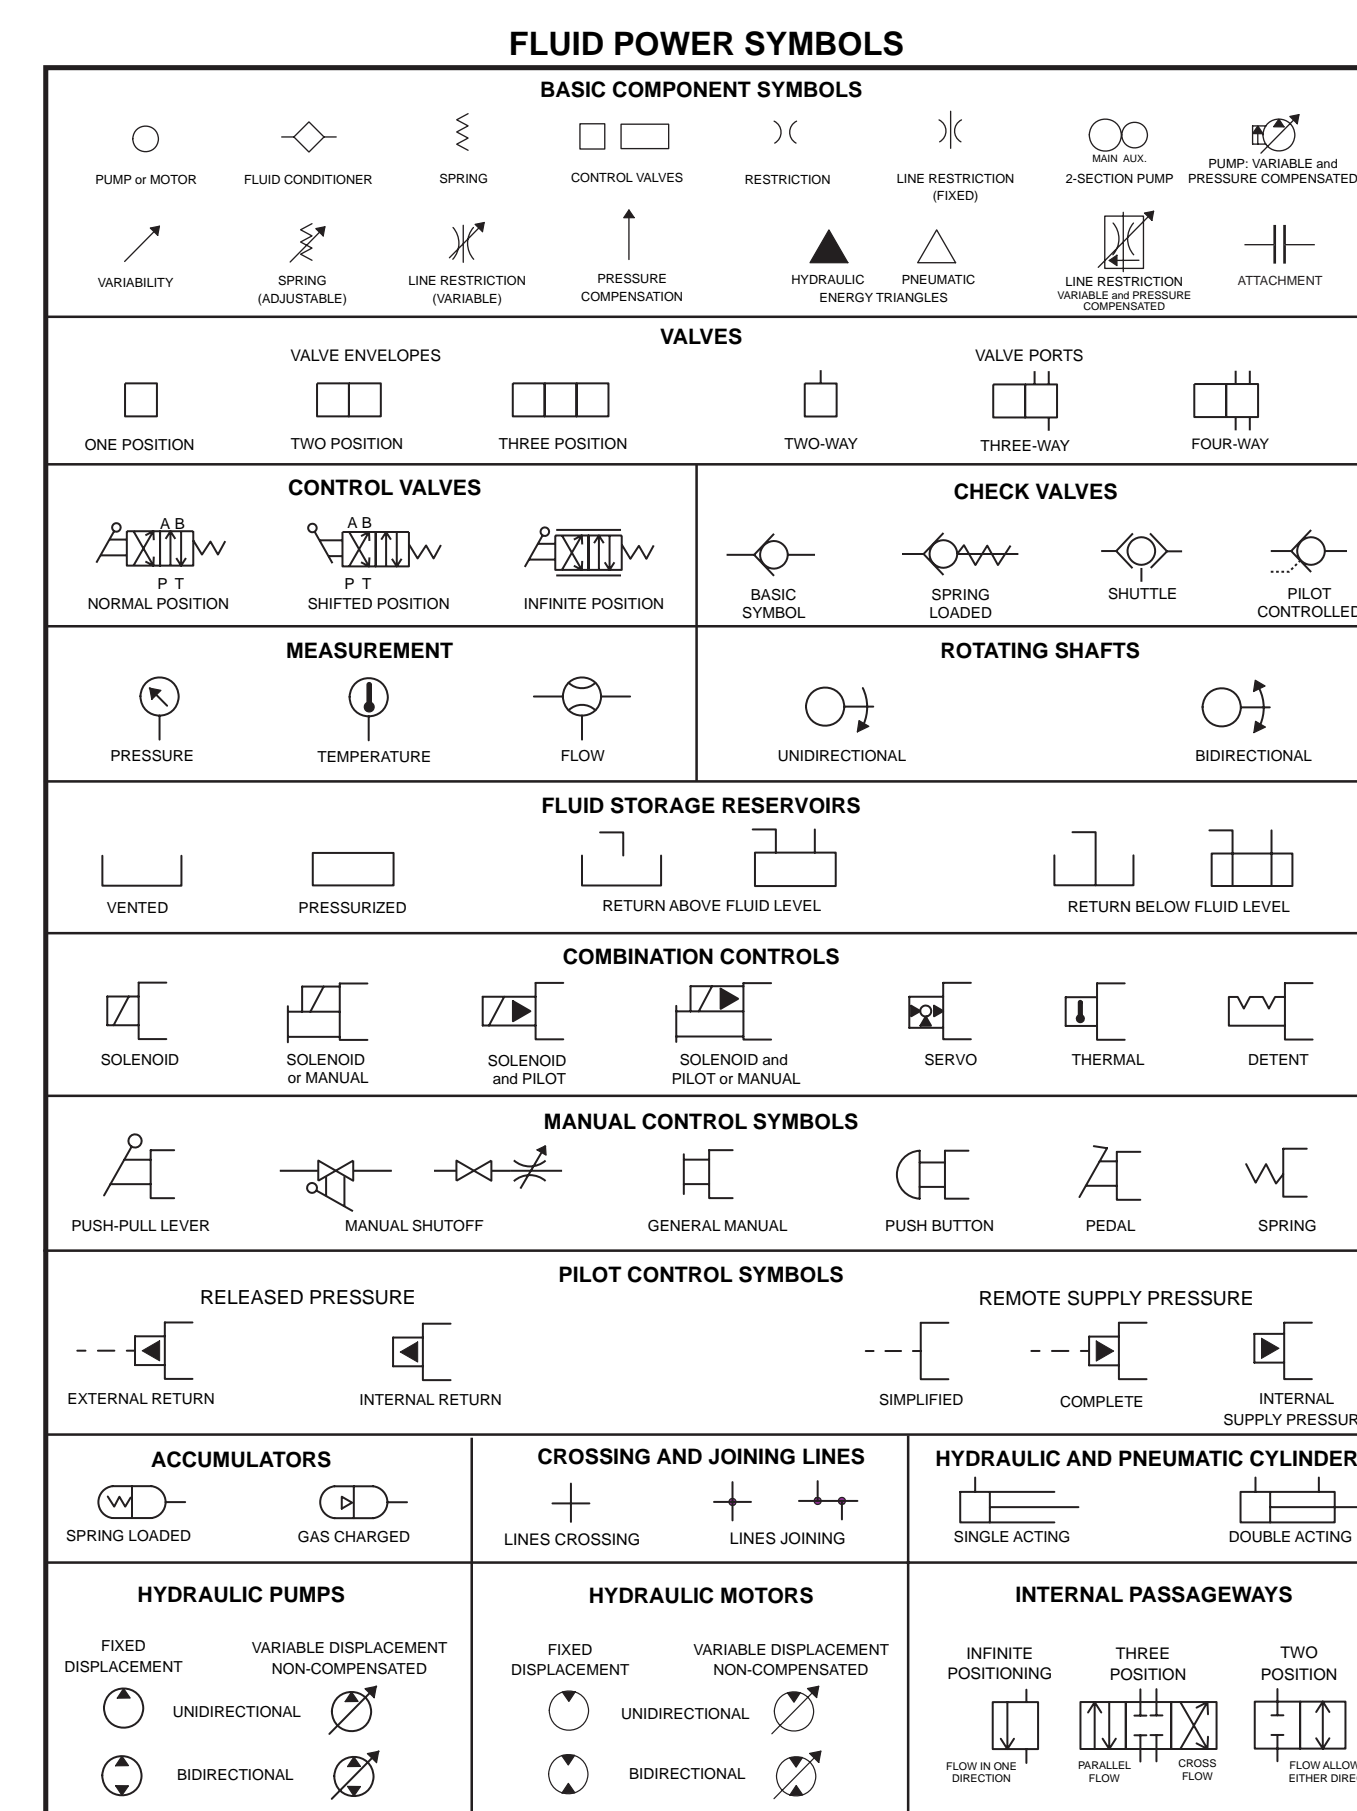 FLUID POWER SYMBOLS
BASIC COMPONENT SYMBOLS
PUMP or MOTOR
FLUID CONDITIONER
SPRING
CONTROL VALVES
RESTRICTION
LINE RESTRICTION
(FIXED)
MAIN AUX.
2-SECTION PUMP
PUMP: VARIABLE and
PRESSURE COMPENSATED
VARIABILITY
SPRING
(ADJUSTABLE)
LINE RESTRICTION
(VARIABLE)
PRESSURE
COMPENSATION
HYDRAULIC
PNEUMATIC
ENERGY TRIANGLES
LINE RESTRICTION
VARIABLE and PRESSURE
COMPENSATED
ATTACHMENT
VALVES
VALVE ENVELOPES
VALVE PORTS
ONE POSITION
TWO POSITION
THREE POSITION
TWO-WAY
THREE-WAY
FOUR-WAY
CONTROL VALVES
A B
P T
NORMAL POSITION
A B
P T
SHIFTED POSITION
INFINITE POSITION
CHECK VALVES
BASIC
SYMBOL
SPRING
LOADED
SHUTTLE
PILOT
CONTROLLED
MEASUREMENT
PRESSURE
TEMPERATURE
FLOW
ROTATING SHAFTS
UNIDIRECTIONAL
BIDIRECTIONAL
FLUID STORAGE RESERVOIRS
VENTED
PRESSURIZED
RETURN ABOVE FLUID LEVEL
RETURN BELOW FLUID LEVEL
COMBINATION CONTROLS
SOLENOID
SOLENOID
or MANUAL
SOLENOID
and PILOT
SOLENOID and
PILOT or MANUAL
SERVO
THERMAL
DETENT
MANUAL CONTROL SYMBOLS
PUSH-PULL LEVER
MANUAL SHUTOFF
GENERAL MANUAL
PUSH BUTTON
PEDAL
SPRING
PILOT CONTROL SYMBOLS
RELEASED PRESSURE
REMOTE SUPPLY PRESSURE
EXTERNAL RETURN
INTERNAL RETURN
SIMPLIFIED
COMPLETE
INTERNAL
SUPPLY PRESSUR
ACCUMULATORS
SPRING LOADED
GAS CHARGED
CROSSING AND JOINING LINES
LINES CROSSING
LINES JOINING
HYDRAULIC AND PNEUMATIC CYLINDER
SINGLE ACTING
DOUBLE ACTING
HYDRAULIC PUMPS
FIXED
DISPLACEMENT
VARIABLE DISPLACEMENT
NON-COMPENSATED
UNIDIRECTIONAL
BIDIRECTIONAL
HYDRAULIC MOTORS
FIXED
DISPLACEMENT
VARIABLE DISPLACEMENT
NON-COMPENSATED
UNIDIRECTIONAL
BIDIRECTIONAL
INTERNAL PASSAGEWAYS
INFINITE
POSITIONING
THREE
POSITION
TWO
POSITION
FLOW IN ONE
DIRECTION
PARALLEL
FLOW
CROSS
FLOW
FLOW ALLOW
EITHER DIRE